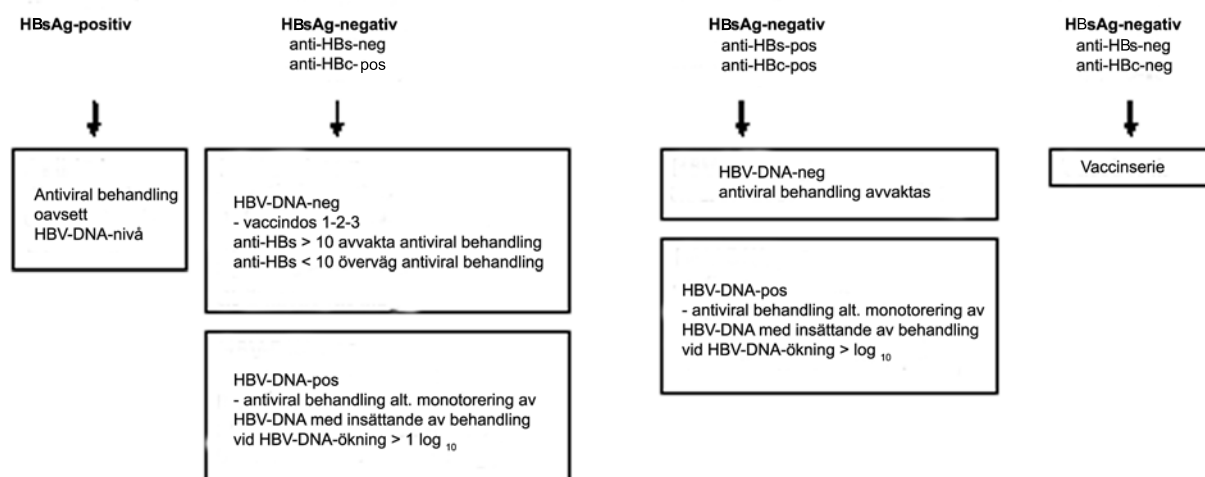 HBsAg-positiv
Antiviral behandling
oavsett
HBV-DNA-nivå
HBsAg-negativ
anti-HBs-neg
anti-HBc-pos
HBV-DNA-neg
- vaccindos 1-2-3
anti-HBs > 10 avvakta antiviral behandling
anti-HBs < 10 överväg antiviral behandling
HBV-DNA-pos
- antiviral behandling alt. monotorering av
HBV-DNA med insättande av behandling
vid HBV-DNA-ökning > 1 log 10
HBsAg-negativ
anti-HBs-pos
anti-HBc-pos
HBV-DNA-neg
antiviral behandling avvaktas
HBV-DNA-pos
- antiviral behandling alt. monotorering av
HBV-DNA med insättande av behandling
vid HBV-DNA-ökning > log 10
HBsAg-negativ
anti-HBs-neg
anti-HBc-neg
Vaccinserie